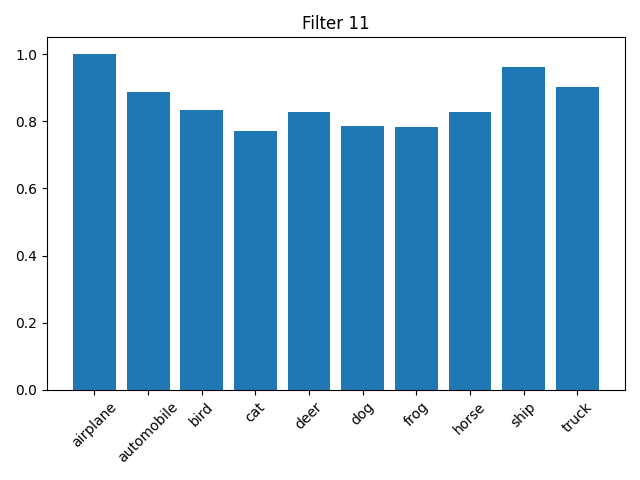 Filter 11
1.0
0.8
0.6
0.4
0.2
0.0
airplane
automobile
bird
cat
deer
dog
frog
horse
ship
truck